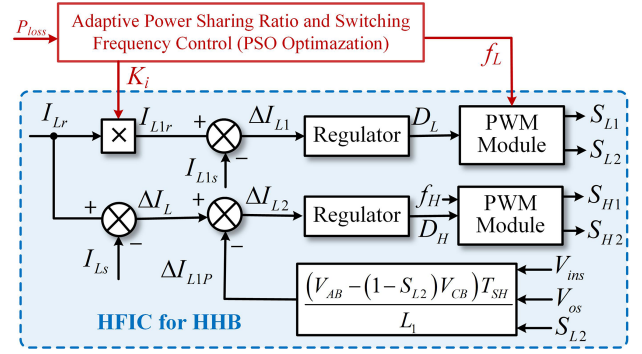 P_loss
Adaptive Power Sharing Ratio and Switching
Frequency Control (PSO Optimazation)
K_i
f_L
I_Lr
×
I_L1r
+
−
ΔI_L1
Regulator
D_L
PWM
Module
S_L1
S_L2
I_L1s
+
−
ΔI_L
+
−
ΔI_L2
Regulator
f_H
D_H
PWM
Module
S_H1
S_H2
I_Ls
ΔI_L1P
(V_AB − (1 − S_L2) V_CB) T_SH
L_1
V_ins
V_os
S_L2
HFIC for HHB